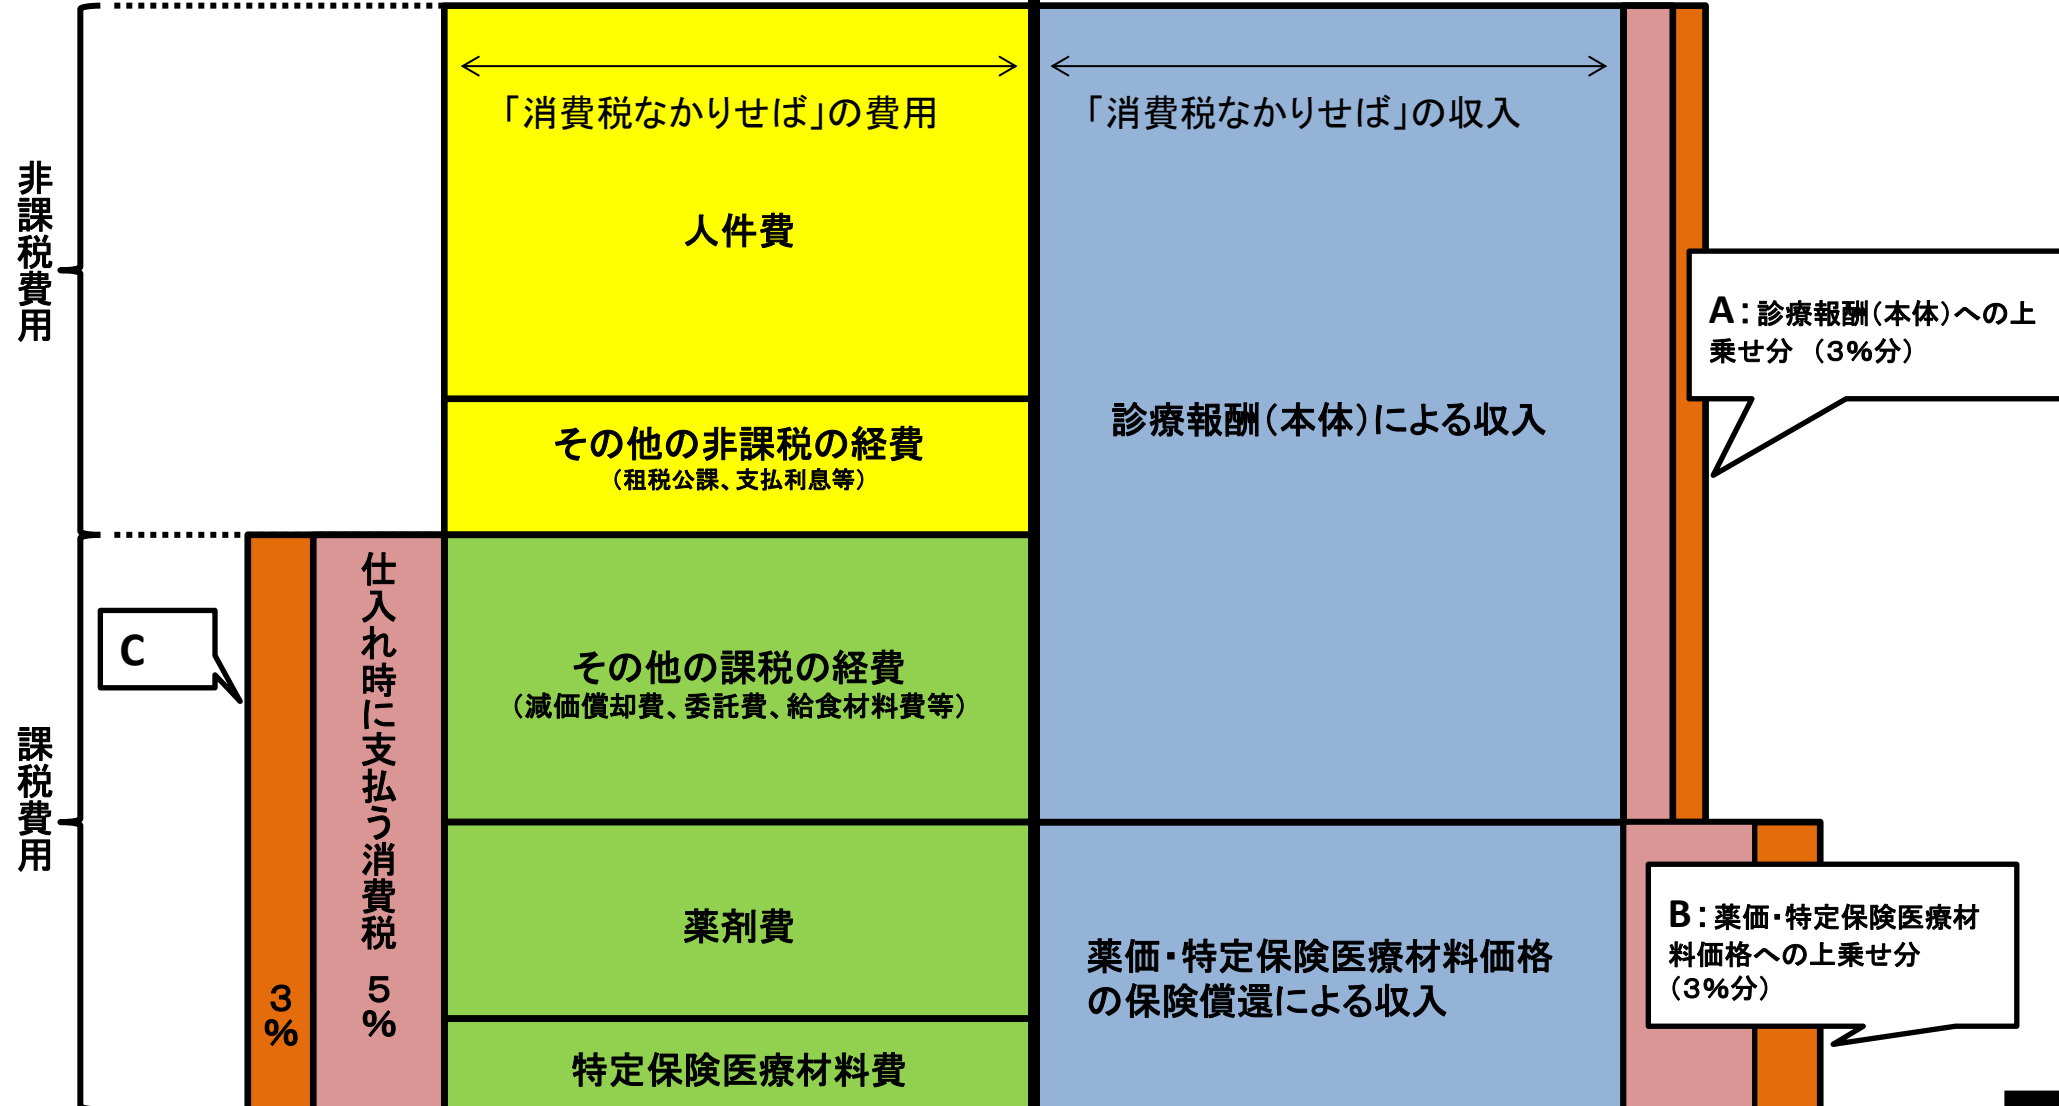 「消費税なかりせば」の費用
「消費税なかりせば」の収入
非課税費用
人件費
A：診療報酬（本体）への上
乗せ分 （３％分）
診療報酬（本体）による収入
その他の非課税の経費
（租税公課、支払利息等）
仕入れ時に支払う消費税 ５％
C
その他の課税の経費
（減価償却費、委託費、給食材料費等）
課税費用
３％
薬剤費
薬価・特定保険医療材料価格
の保険償還による収入
B：薬価・特定保険医療材
料価格への上乗せ分
（３％分）
特定保険医療材料費